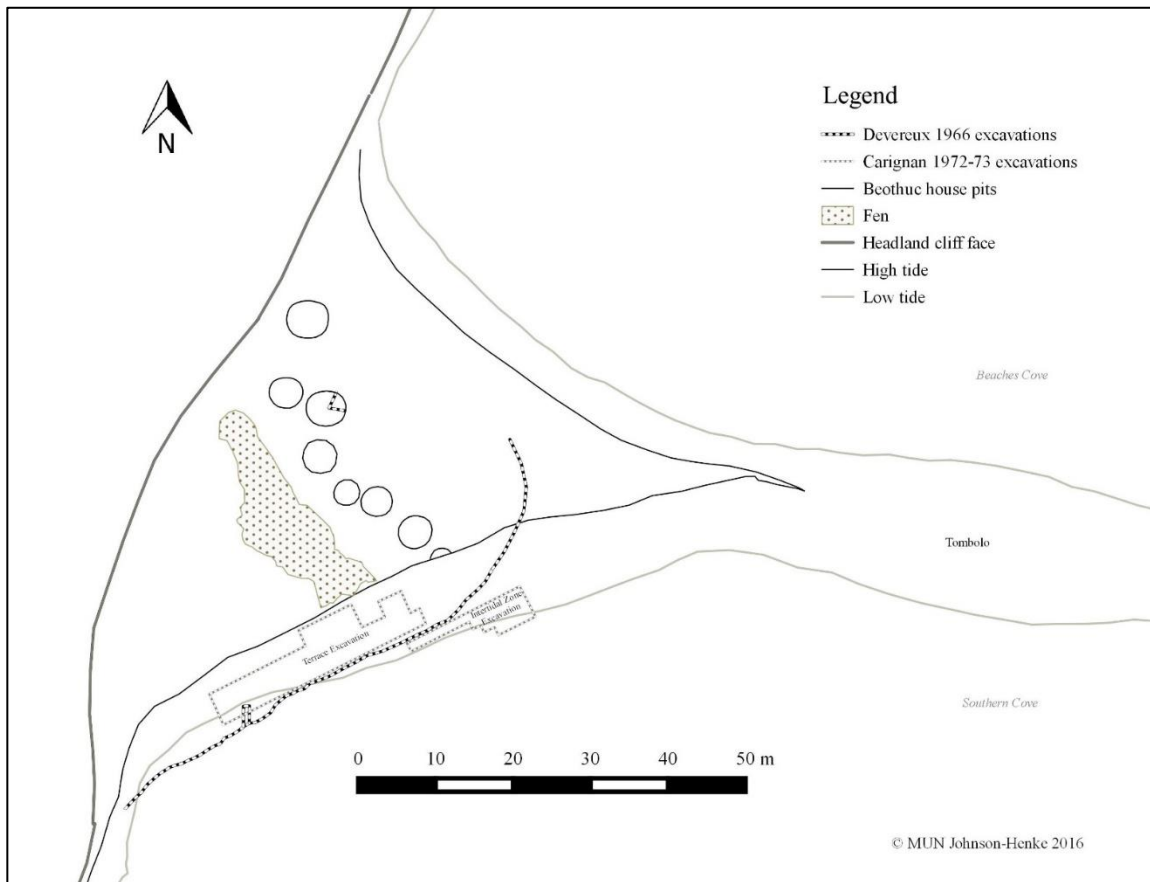 N
Legend
Devereux 1966 excavations
Carignan 1972-73 excavations
Beothuc house pits
Fen
Headland cliff face
High tide
Low tide
Beaches Cove
Tombolo
Intertidal Zone
Excavation
Terrace Excavation
Southern Cove
0 10 20 30 40 50 m
© MUN Johnson-Henke 2016